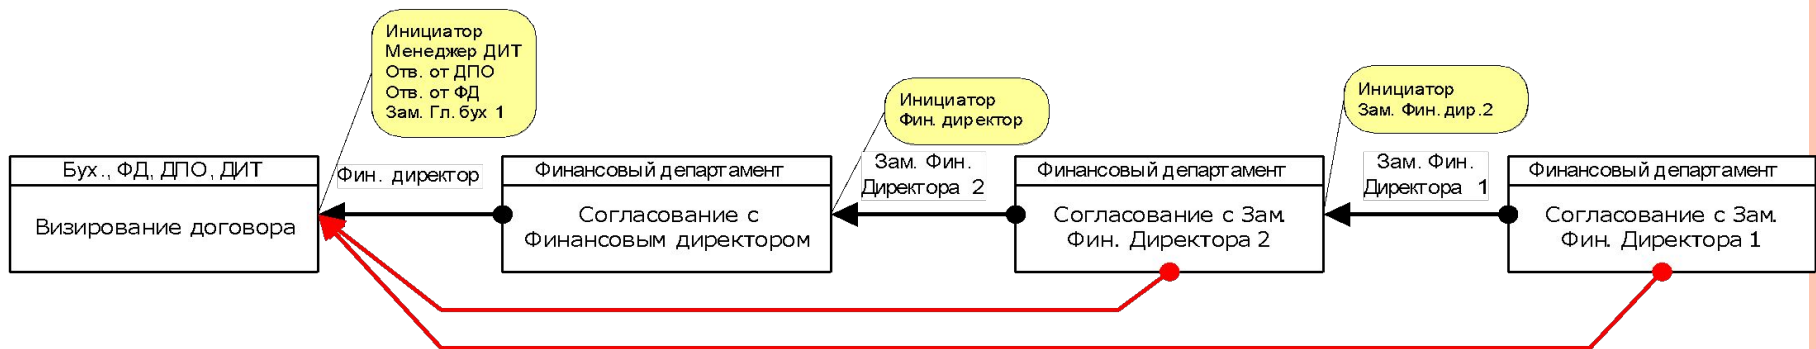 Инициатор
Менеджер ДИТ
Отв. от ДПО
Отв. от ФД
Зам. Гл. бух 1
Инициатор
Фин. директор
Инициатор
Зам. Фин. дир.2
Бух., ФД, ДПО, ДИТ
Визирование договора
Фин. директор
Финансовый департамент
Согласование с
Финансовым директором
Зам. Фин.
Директора 2
Финансовый департамент
Согласование с Зам.
Фин. Директора 2
Зам. Фин.
Директора 1
Финансовый департамент
Согласование с Зам.
Фин. Директора 1